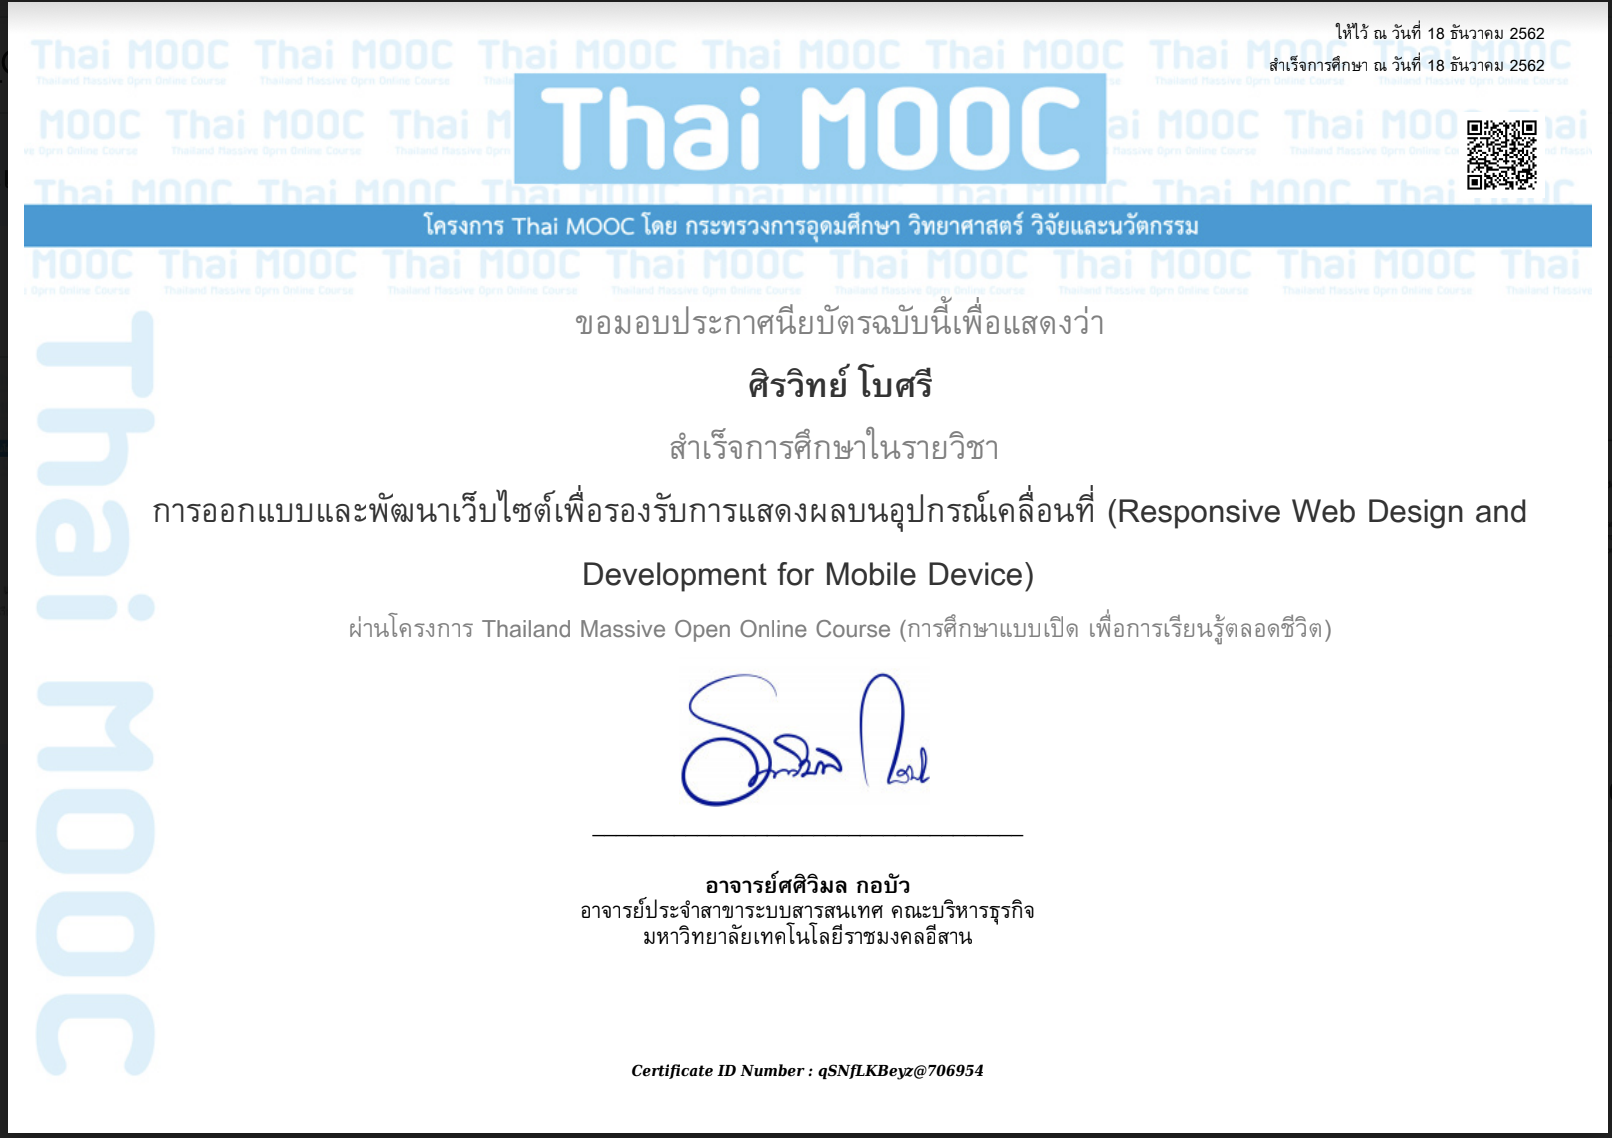 ให้ไว้ ณ วันที่ 18 ธันวาคม 2562
สำเร็จการศึกษา ณ วันที่ 18 ธันวาคม 2562
Thai MOOC
โครงการ Thai MOOC โดย กระทรวงการอุดมศึกษา วิทยาศาสตร์ วิจัยและนวัตกรรม
ขอมอบประกาศนียบัตรฉบับนี้เพื่อแสดงว่า
ศิรวิทย์ โบศรี
สำเร็จการศึกษาในรายวิชา
การออกแบบและพัฒนาเว็บไซต์เพื่อรองรับการแสดงผลบนอุปกรณ์เคลื่อนที่ (Responsive Web Design and
Development for Mobile Device)
ผ่านโครงการ Thailand Massive Open Online Course (การศึกษาแบบเปิด เพื่อการเรียนรู้ตลอดชีวิต)
อาจารย์ศศิวิมล กอบัว
อาจารย์ประจำสาขาระบบสารสนเทศ คณะบริหารธุรกิจ
มหาวิทยาลัยเทคโนโลยีราชมงคลอีสาน
Certificate ID Number : qSNfLKBeyz@706954
Thai MOOC